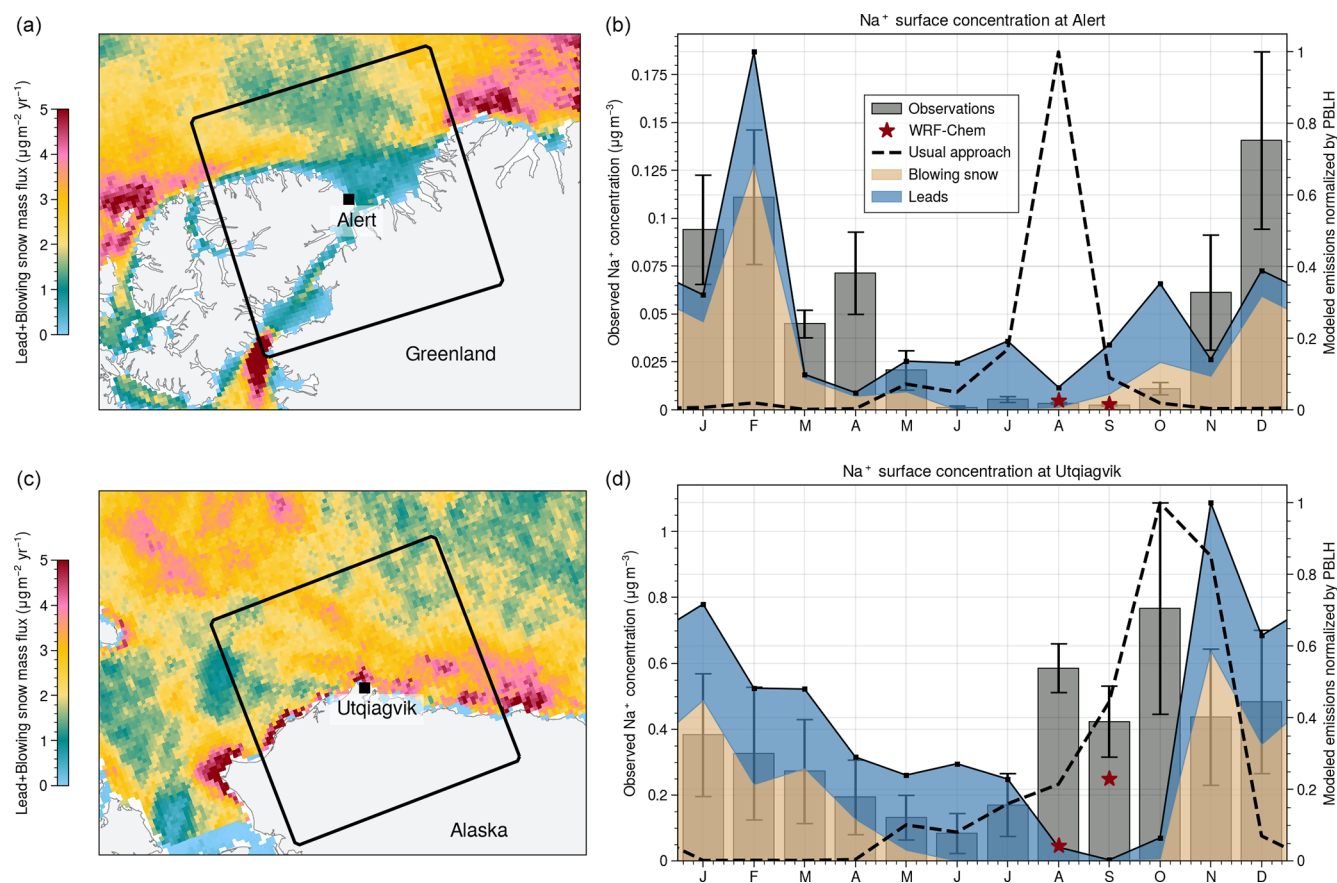 (a)
Lead+Blowing snow mass flux (µg m⁻² yr⁻¹)
5
4
3
2
1
0
Alert
Greenland
(b)
Na⁺ surface concentration at Alert
Observed Na⁺ concentration (µg m⁻³)
0.175
0.15
0.125
0.1
0.075
0.05
0.025
0
Observations
WRF-Chem
Usual approach
Blowing snow
Leads
1
0.8
0.6
0.4
0.2
0
Modeled emissions normalized by PBLH
J F M A M J J A S O N D
(c)
Lead+Blowing snow mass flux (µg m⁻² yr⁻¹)
5
4
3
2
1
0
Utqiagvik
Alaska
(d)
Na⁺ surface concentration at Utqiagvik
Observed Na⁺ concentration (µg m⁻³)
1
0.8
0.6
0.4
0.2
0
1
0.8
0.6
0.4
0.2
0
Modeled emissions normalized by PBLH
J F M A M J J A S O N D